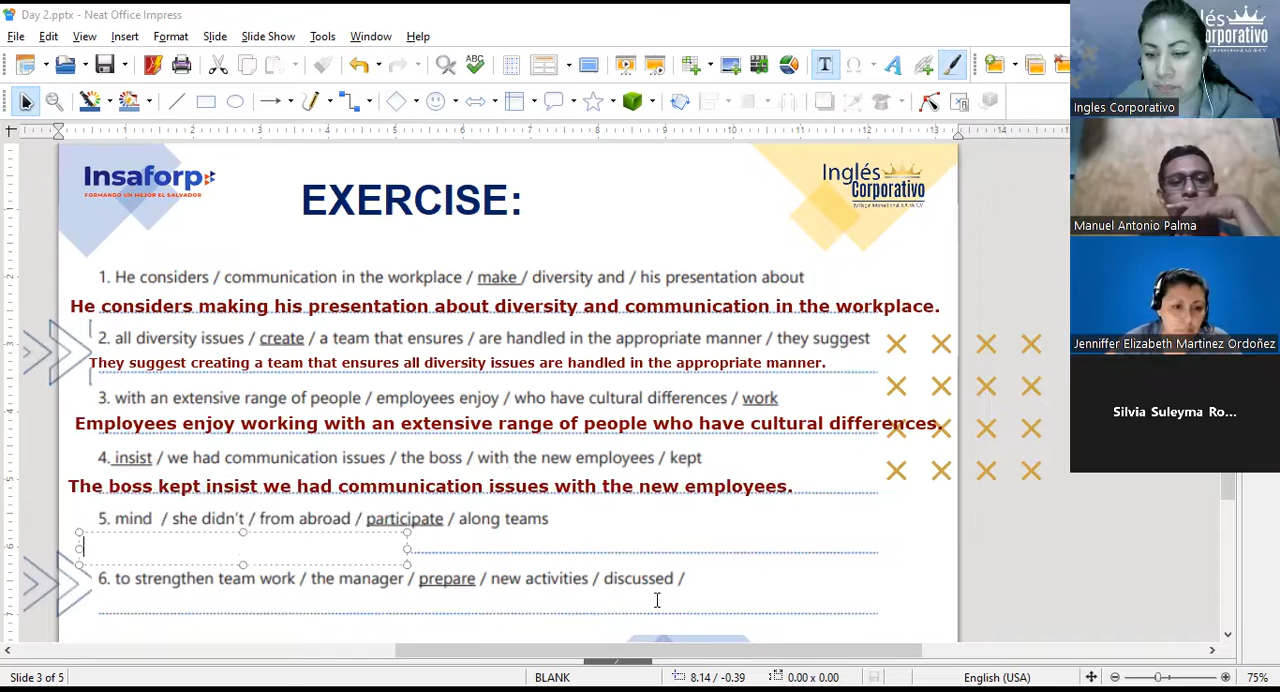 Day 2.pptx - Neat Office Impress
File Edit View Insert Format Slide Slide Show Tools Window Help
Insaforp
FORMANDO UN MEJOR EL SALVADOR
EXERCISE:
Inglés
Corporativo
1. He considers / communication in the workplace / make / diversity and / his presentation about
He considers making his presentation about diversity and communication in the workplace.
2. all diversity issues / create / a team that ensures / are handled in the appropriate manner / they suggest
They suggest creating a team that ensures all diversity issues are handled in the appropriate manner.
3. with an extensive range of people / employees enjoy / who have cultural differences / work
Employees enjoy working with an extensive range of people who have cultural differences.
4. insist / we had communication issues / the boss / with the new employees / kept
The boss kept insist we had communication issues with the new employees.
5. mind / she didn't / from abroad / participate / along teams
6. to strengthen team work / the manager / prepare / new activities / discussed /
Ingles Corporativo
Manuel Antonio Palma
Jenniffer Elizabeth Martinez Ordoñez
Silvia Suleyma Ro...
Slide 3 of 5
BLANK
8.14 / -0.39
0.00 x 0.00
English (USA)
75%